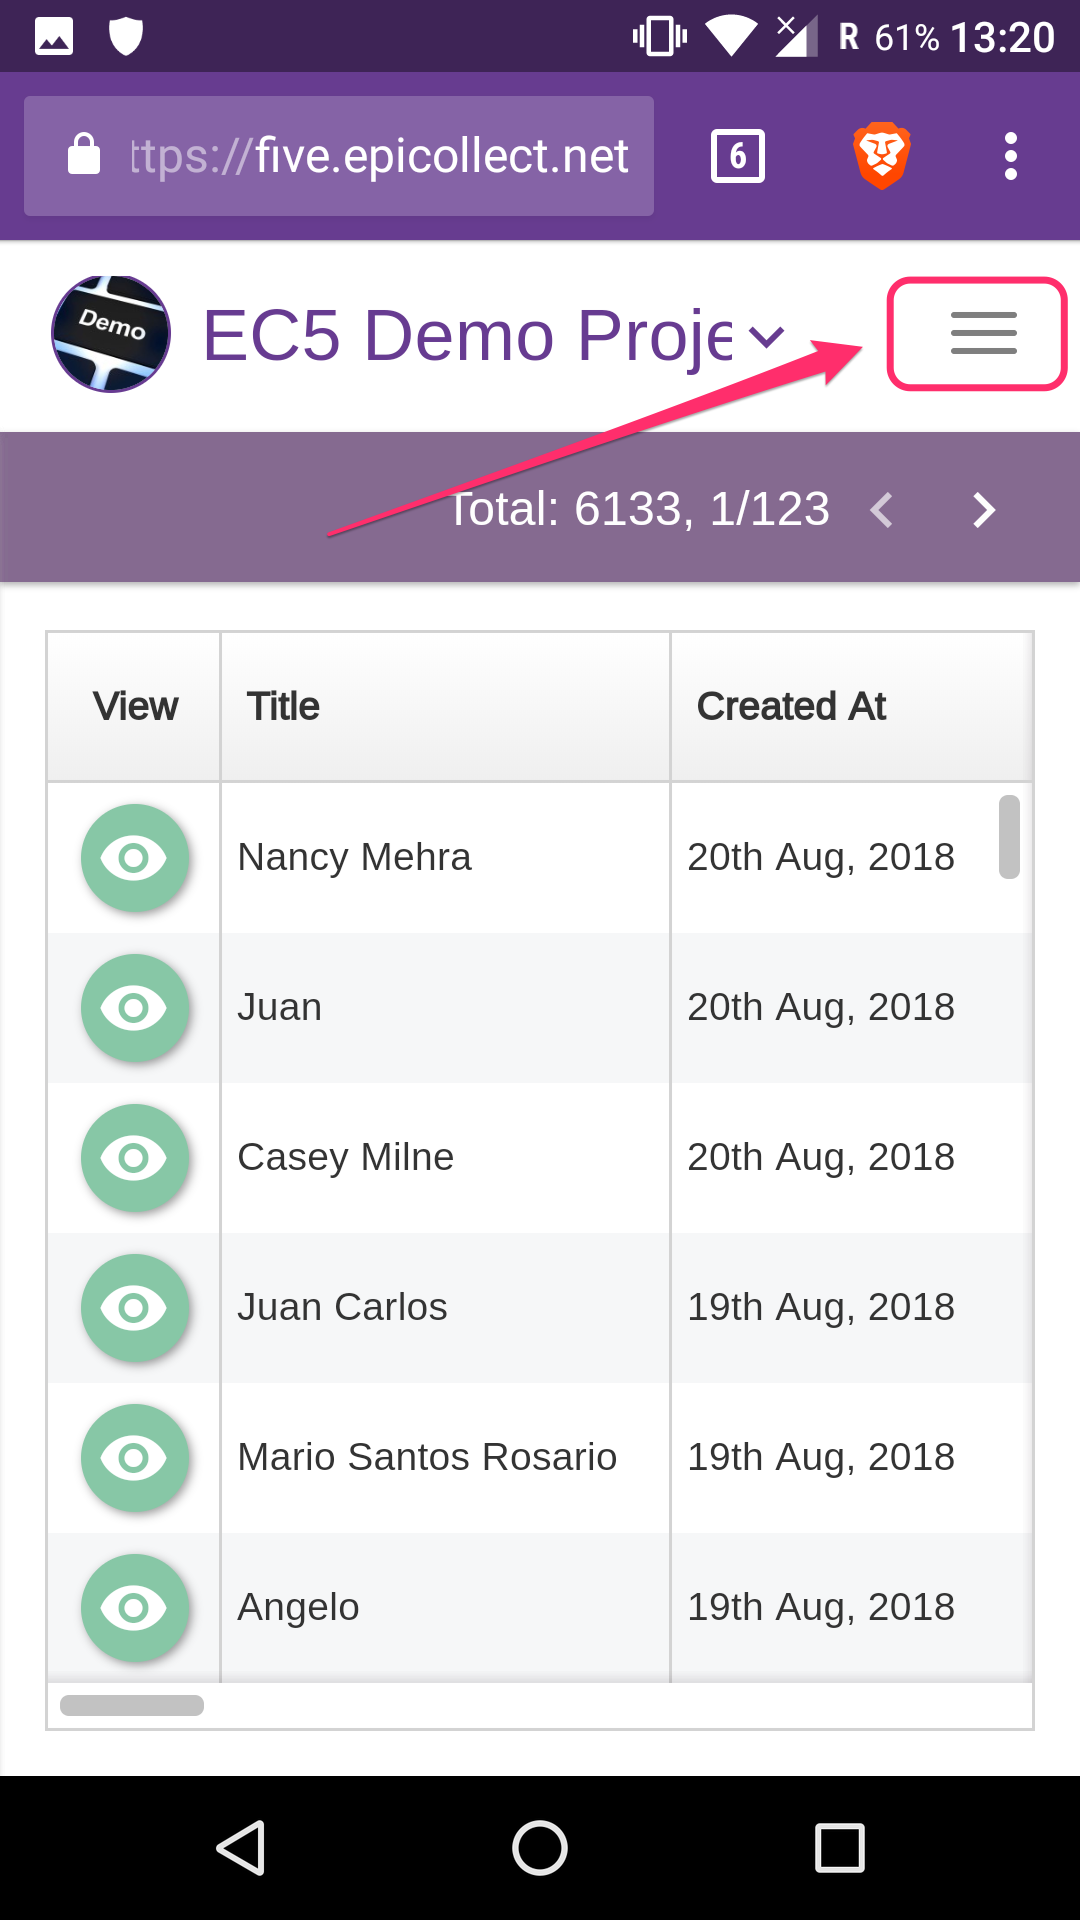 R 61% 13:20
ttps://five.epicollect.net
6
Demo
EC5 Demo Proje
Total: 6133, 1/123
View Title Created At
Nancy Mehra 20th Aug, 2018
Juan 20th Aug, 2018
Casey Milne 20th Aug, 2018
Juan Carlos 19th Aug, 2018
Mario Santos Rosario 19th Aug, 2018
Angelo 19th Aug, 2018